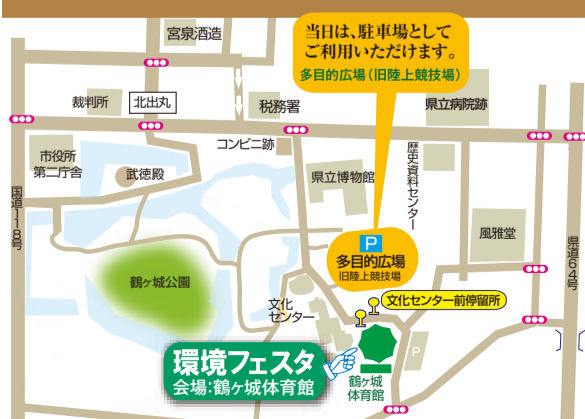 宮泉酒造
当日は、駐車場として
ご利用いただけます。
多目的広場(旧陸上競技場)
裁判所
北出丸
税務署
県立病院跡
コンビニ跡
市役所
第二庁舎
武徳殿
県立博物館
歴史資料センター
国道118号
風雅堂
県道64号
P
多目的広場
旧陸上競技場
鶴ヶ城公園
文化
センター
文化センター前停留所
環境フェスタ
会場:鶴ヶ城体育館
P
鶴ヶ城
体育館